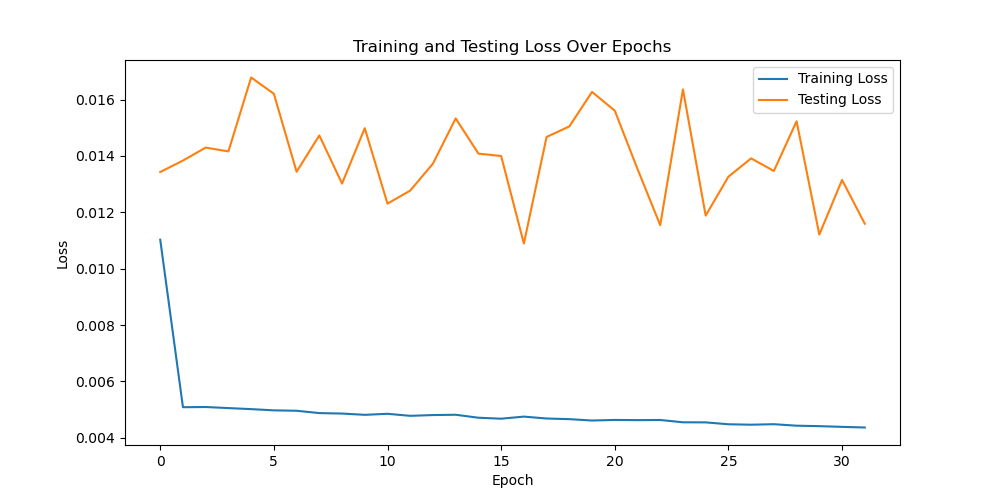 Training and Testing Loss Over Epochs
Training Loss
Testing Loss
0.016
0.014
0.012
0.010
0.008
0.006
0.004
Loss
0 5 10 15 20 25 30
Epoch